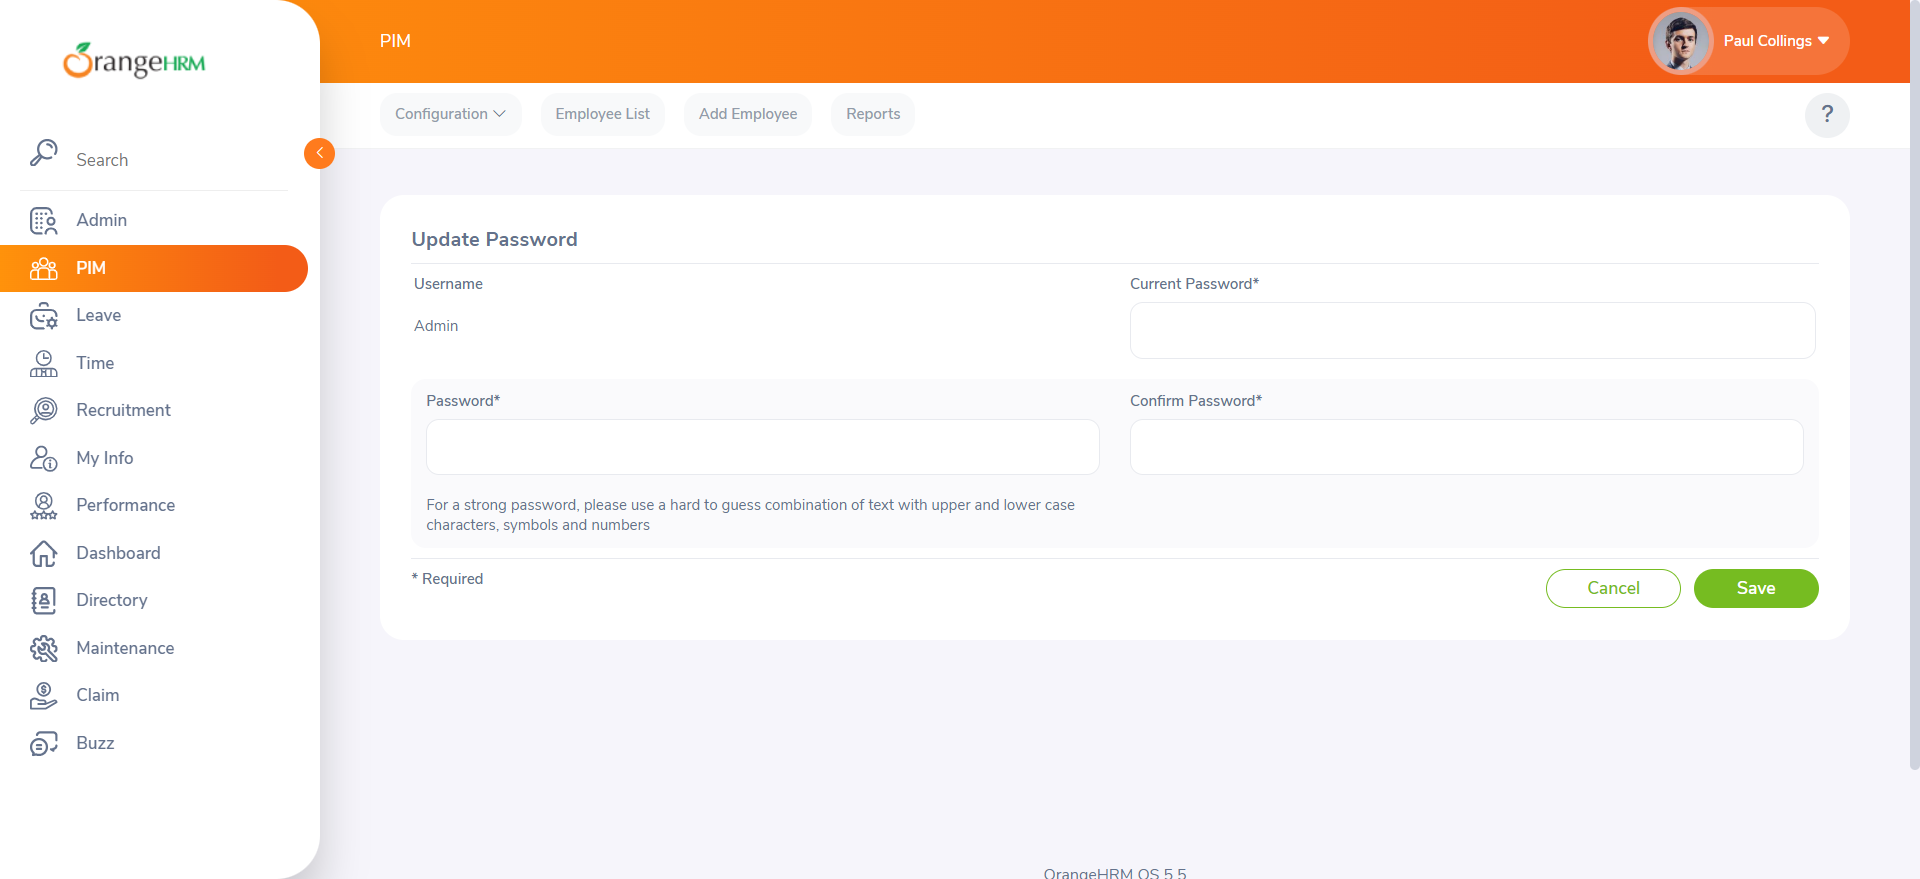 OrangeHRM
PIM
Paul Collings
Configuration
Employee List
Add Employee
Reports
?
Search
Admin
PIM
Leave
Time
Recruitment
My Info
Performance
Dashboard
Directory
Maintenance
Claim
Buzz
Update Password
Username
Current Password*
Admin
Password*
Confirm Password*
For a strong password, please use a hard to guess combination of text with upper and lower case
characters, symbols and numbers
* Required
Cancel
Save
OrangeHRM OS 5.5